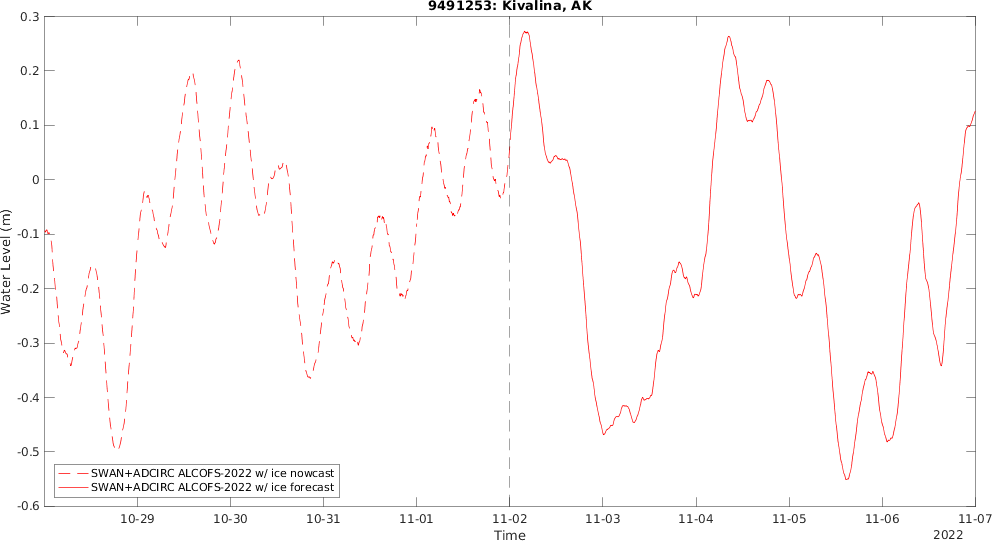 9491253: Kivalina, AK
Water Level (m)
0.3
0.2
0.1
0
-0.1
-0.2
-0.3
-0.4
-0.5
-0.6
SWAN+ADCIRC ALCOFS-2022 w/ ice nowcast
SWAN+ADCIRC ALCOFS-2022 w/ ice forecast
10-29 10-30 10-31 11-01 11-02 11-03 11-04 11-05 11-06 11-07
Time
2022